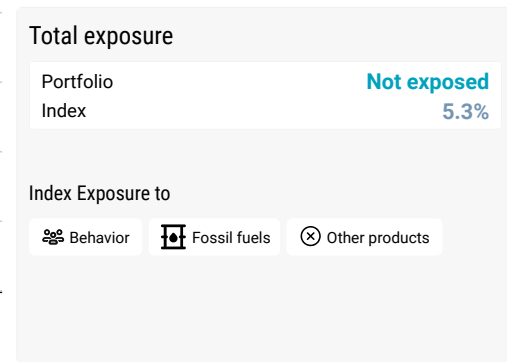 Total exposure
Portfolio Not exposed
Index 5.3%
Index Exposure to
Behavior Fossil fuels Other products